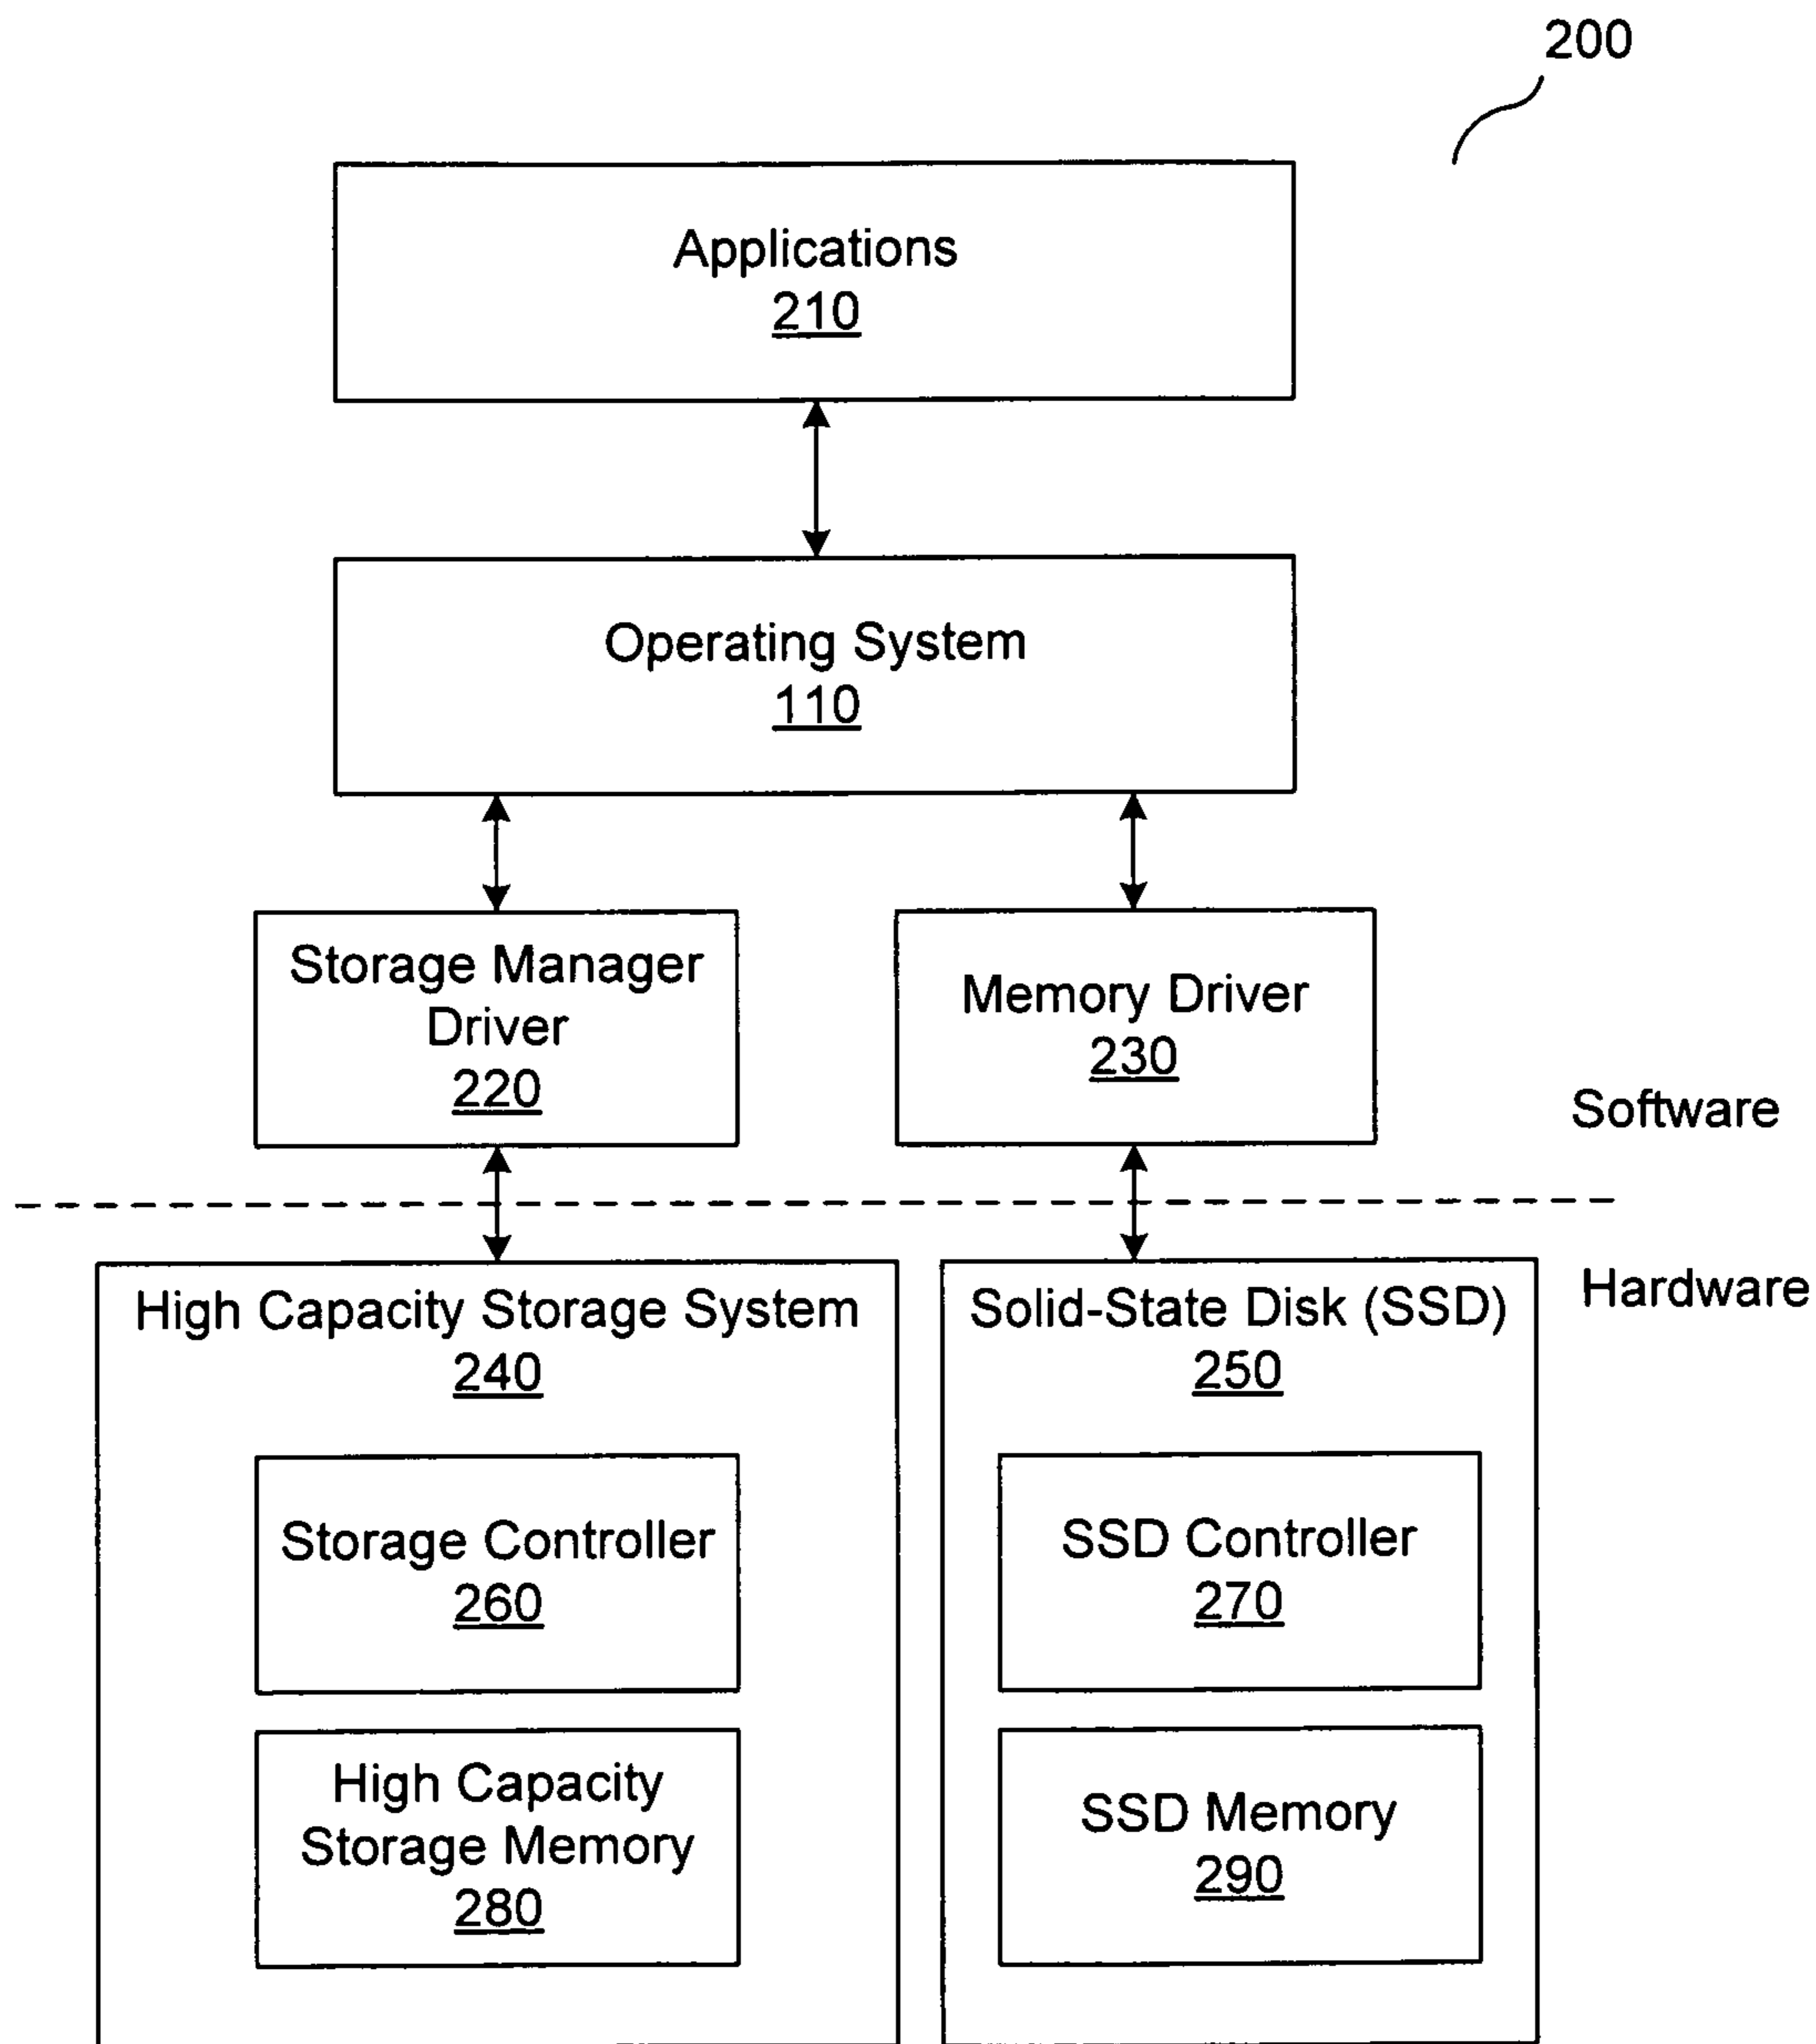 200
Applications
210
Operating System
110
Storage Manager
Driver
220
Memory Driver
230
Software
Hardware
High Capacity Storage System
240
Solid-State Disk (SSD)
250
Storage Controller
260
SSD Controller
270
High Capacity
Storage Memory
280
SSD Memory
290